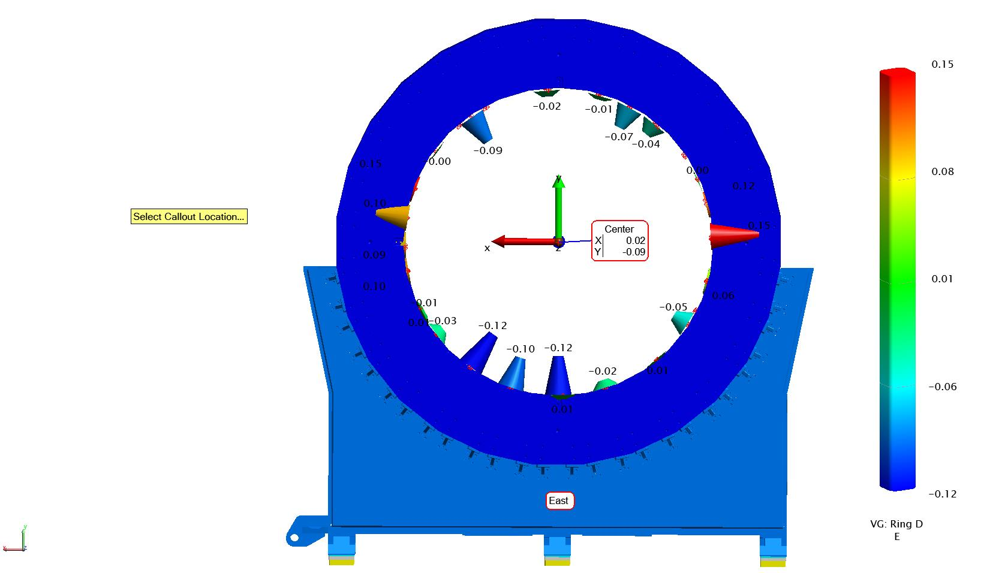 0.15
-0.02
-0.01
-0.07
-0.04
-0.09
-0.00
0.15
0.00
0.08
0.12
y
0.10
Select Callout Location...
0.15
Center
X 0.02
Y -0.09
x
z
0.09
0.01
0.10
0.06
0.01
-0.05
-0.03
-0.12
-0.10
-0.12
-0.02
0.01
-0.06
0.01
-0.12
East
VG: Ring D
E
y
x
z